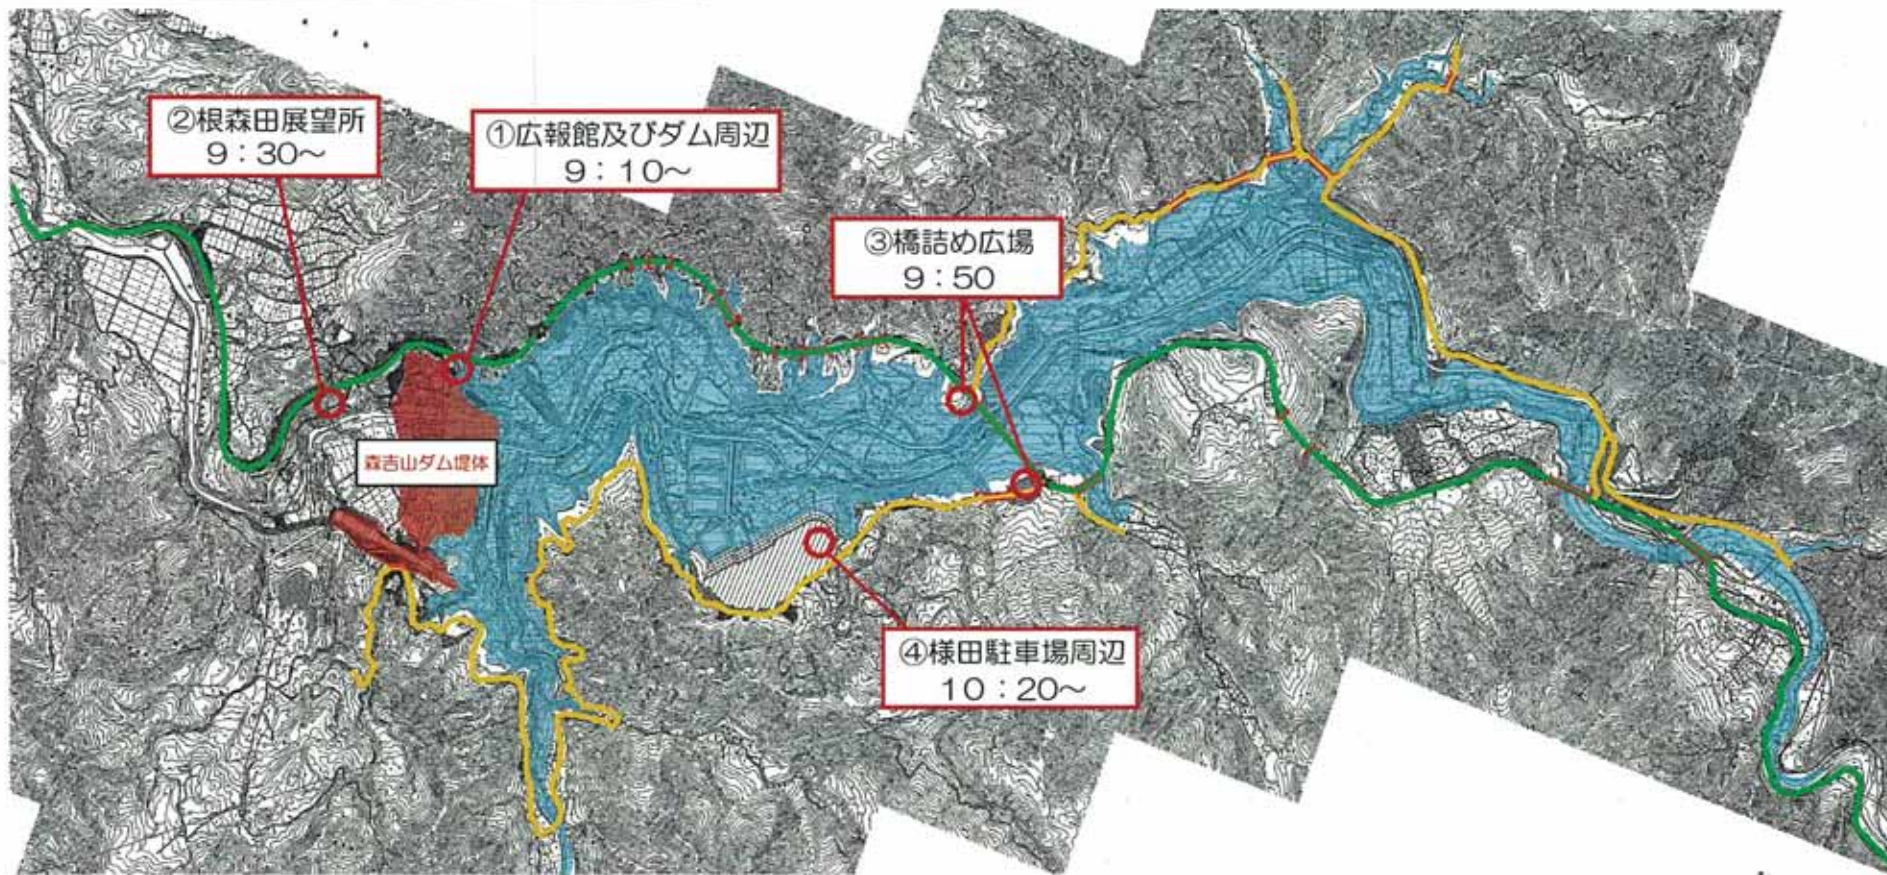 ②根森田展望所
9：30～
①広報館及びダム周辺
9：10～
③橋詰め広場
9：50
森吉山ダム堤体
④様田駐車場周辺
10：20～